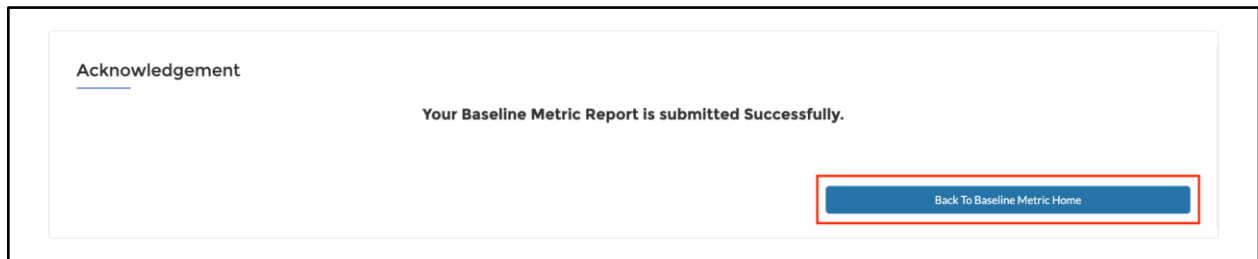 Acknowledgement
Your Baseline Metric Report is submitted Successfully.
Back To Baseline Metric Home